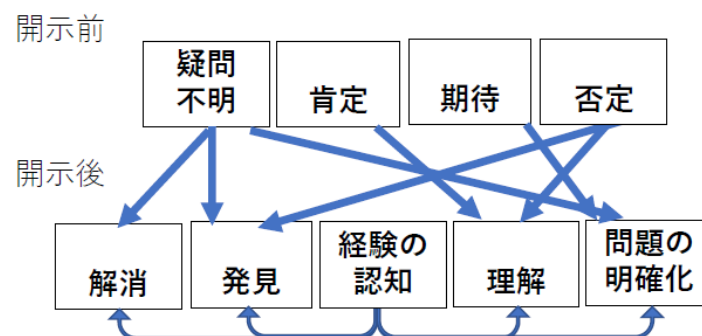 開示前
疑問
不明
肯定
期待
否定
開示後
解消
発見
経験の
認知
理解
問題の
明確化